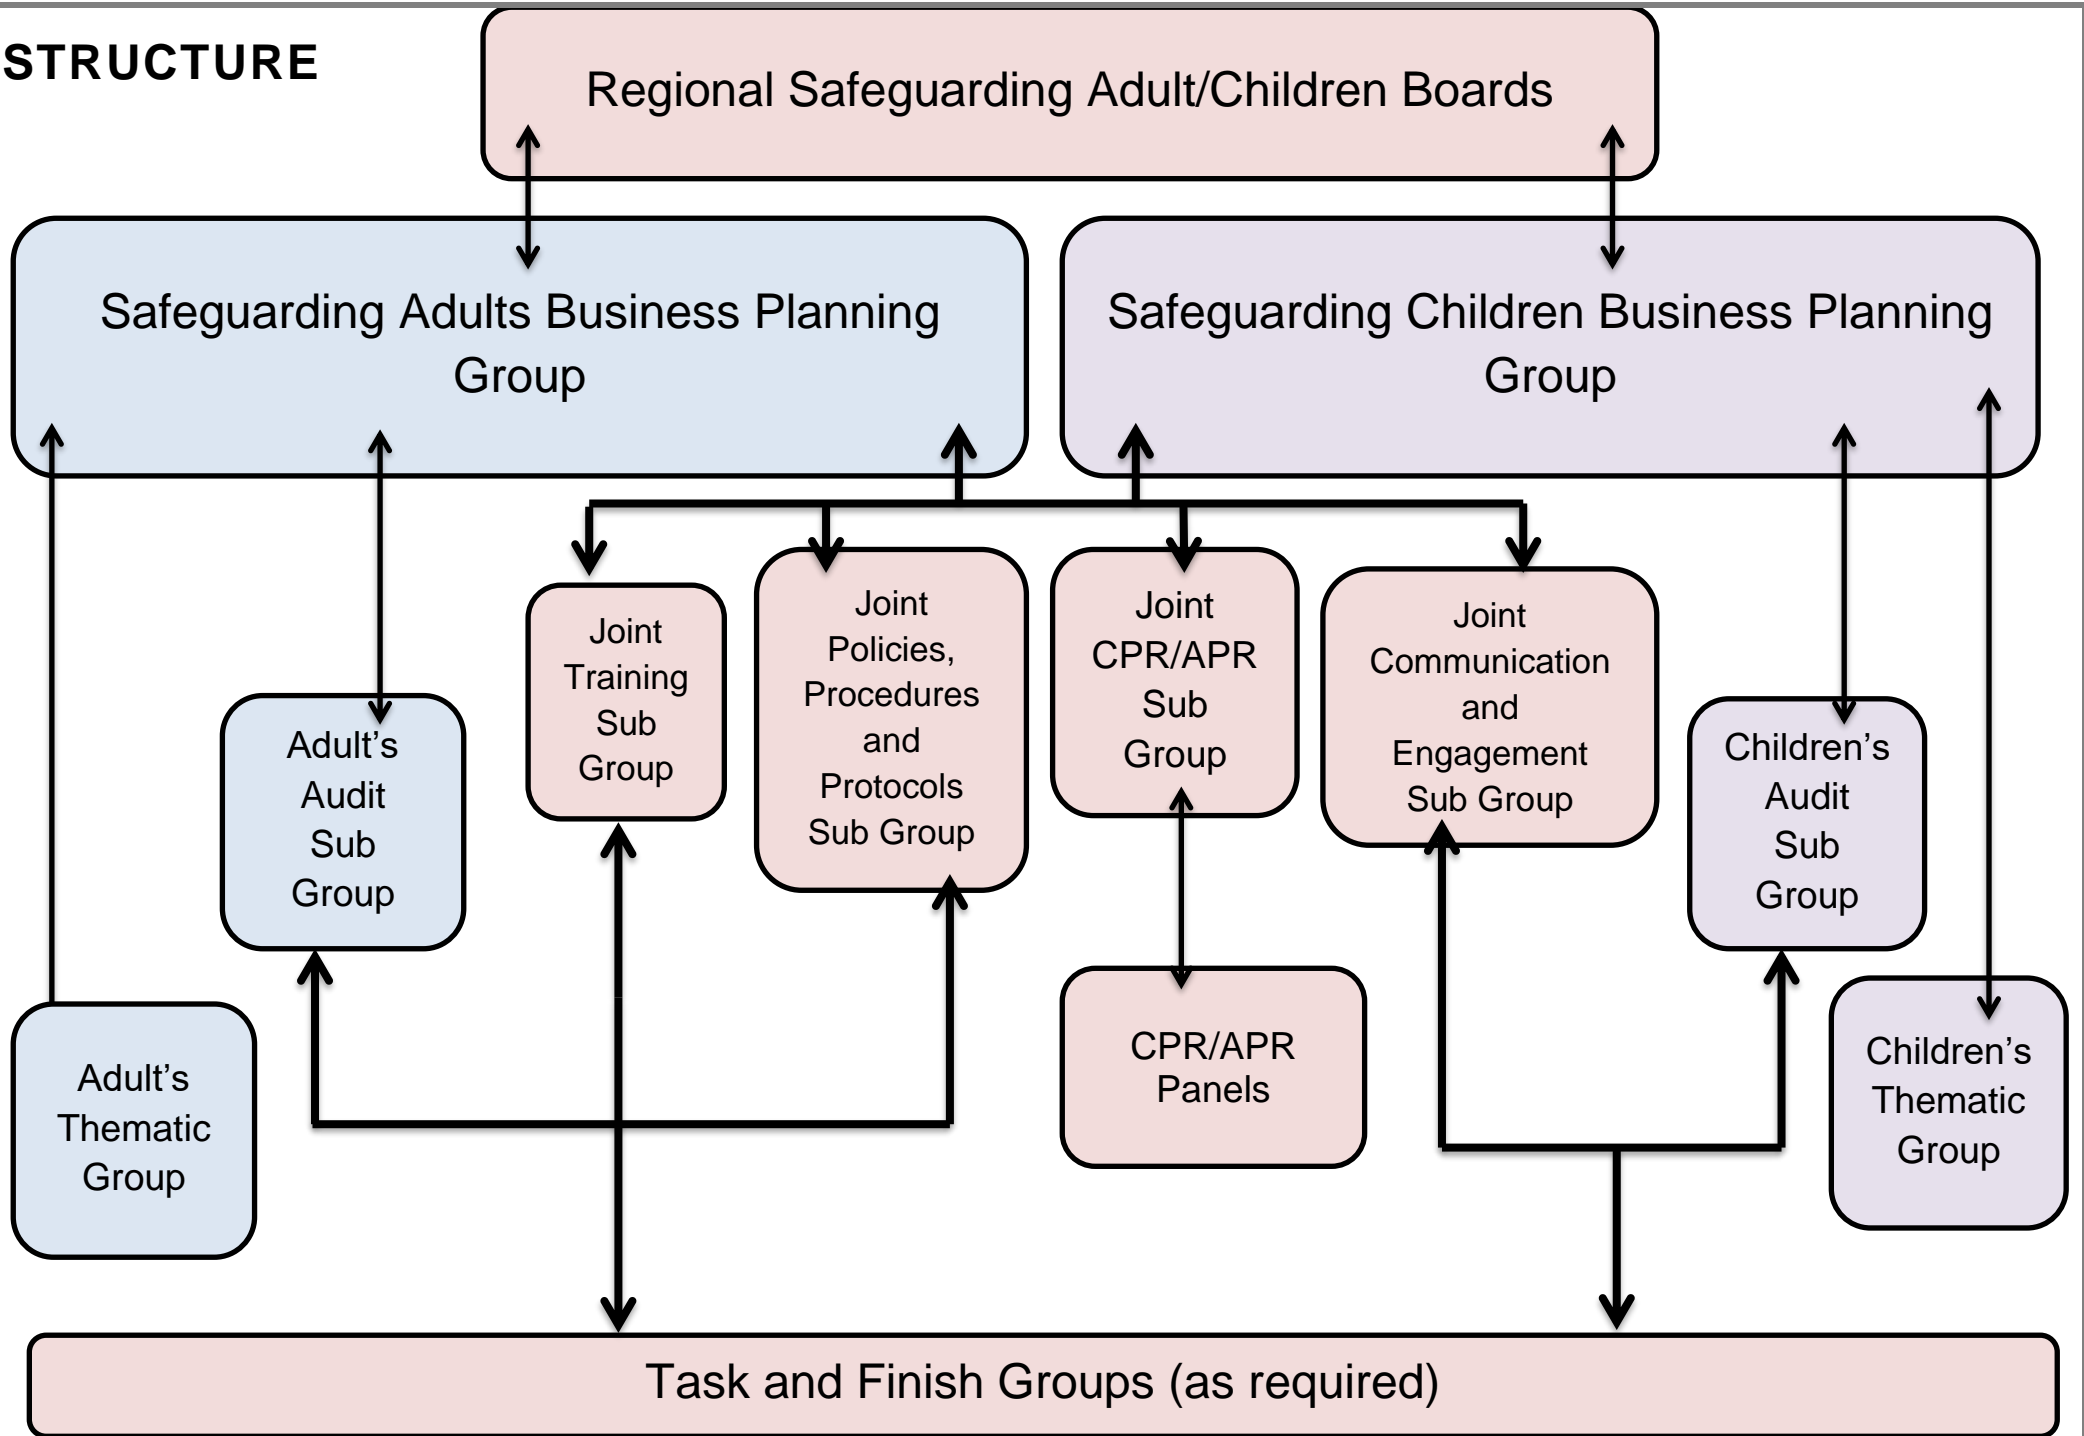 STRUCTURE
Regional Safeguarding Adult/Children Boards
Safeguarding Adults Business Planning
Group
Safeguarding Children Business Planning
Group
Joint
Training
Sub
Group
Joint
Policies,
Procedures
and
Protocols
Sub Group
Joint
CPR/APR
Sub
Group
Joint
Communication
and
Engagement
Sub Group
Adult’s
Audit
Sub
Group
Children’s
Audit
Sub
Group
Adult’s
Thematic
Group
CPR/APR
Panels
Children’s
Thematic
Group
Task and Finish Groups (as required)